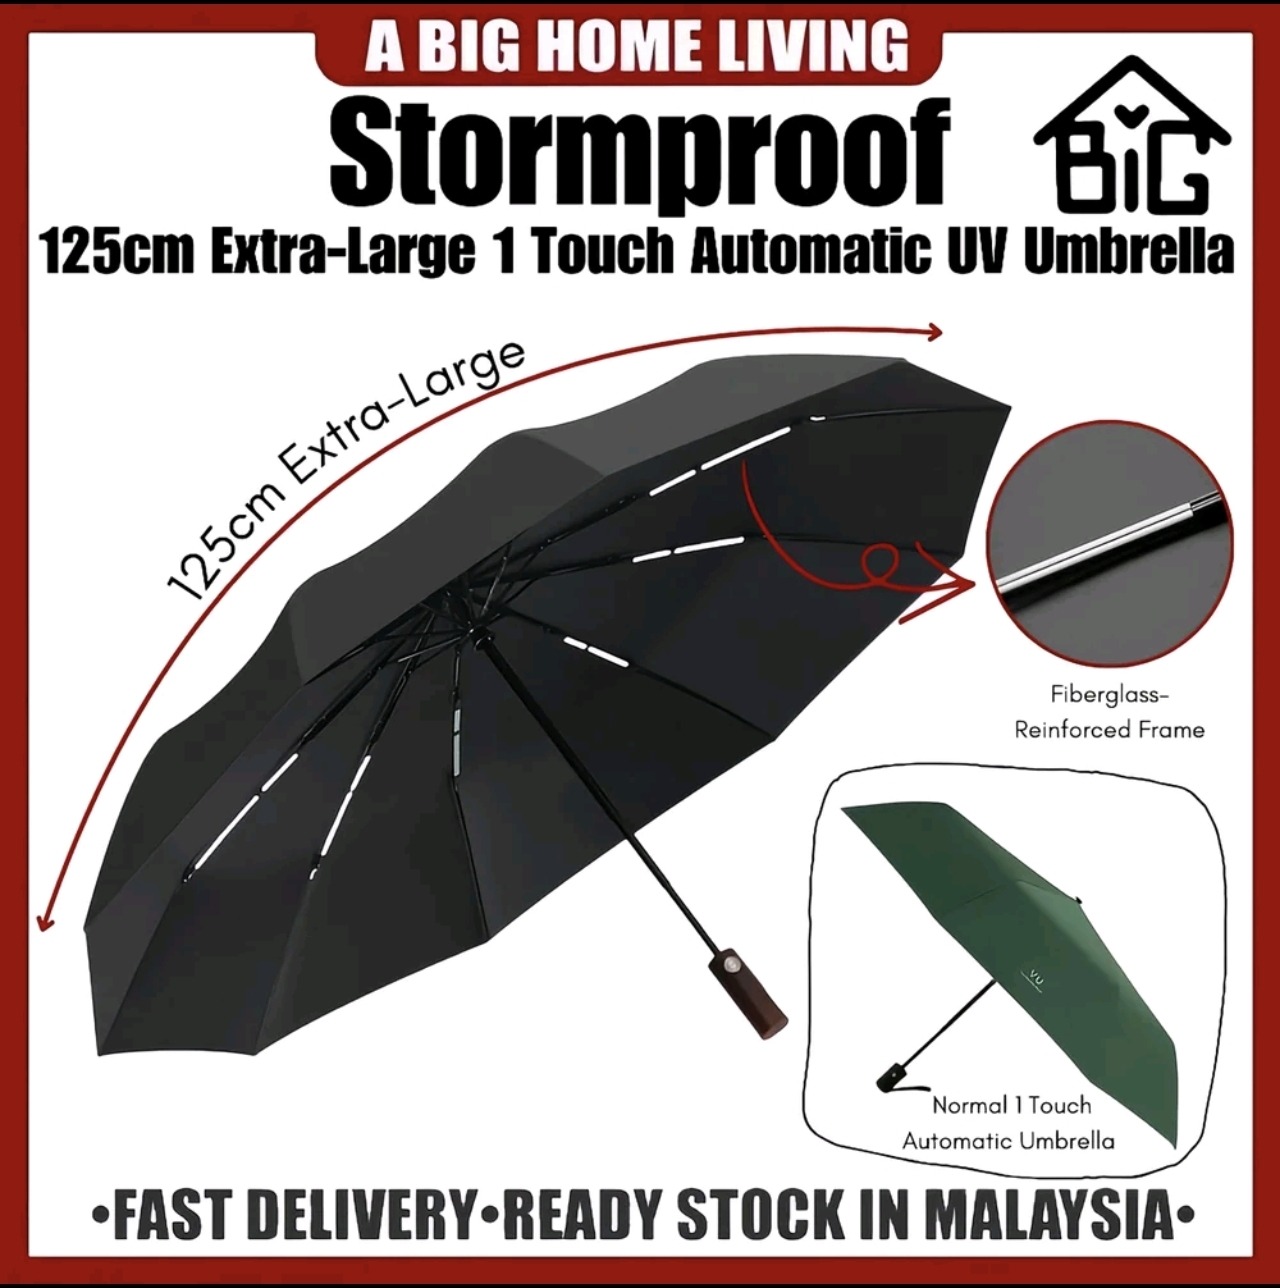 A BIG HOME LIVING
Stormproof
BiG
125cm Extra-Large 1 Touch Automatic UV Umbrella
125cm Extra-Large
Fiberglass-
Reinforced Frame
VU
Normal 1 Touch
Automatic Umbrella
•FAST DELIVERY•READY STOCK IN MALAYSIA•